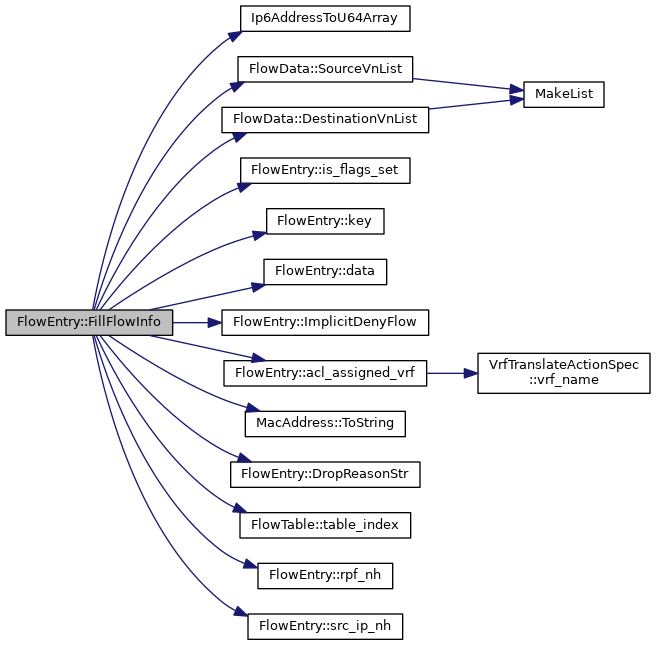 Ip6AddressToU64Array
FlowData::SourceVnList
MakeList
FlowData::DestinationVnList
FlowEntry::is_flags_set
FlowEntry::key
FlowEntry::data
FlowEntry::FillFlowInfo
FlowEntry::ImplicitDenyFlow
FlowEntry::acl_assigned_vrf
VrfTranslateActionSpec
::vrf_name
MacAddress::ToString
FlowEntry::DropReasonStr
FlowTable::table_index
FlowEntry::rpf_nh
FlowEntry::src_ip_nh